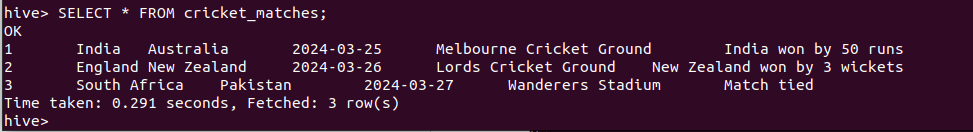 hive> SELECT * FROM cricket_matches;
OK
1	India	Australia	2024-03-25	Melbourne Cricket Ground	India won by 50 runs
2	England	New Zealand	2024-03-26	Lords Cricket Ground	New Zealand won by 3 wickets
3	South Africa	Pakistan	2024-03-27	Wanderers Stadium	Match tied
Time taken: 0.291 seconds, Fetched: 3 row(s)
hive>